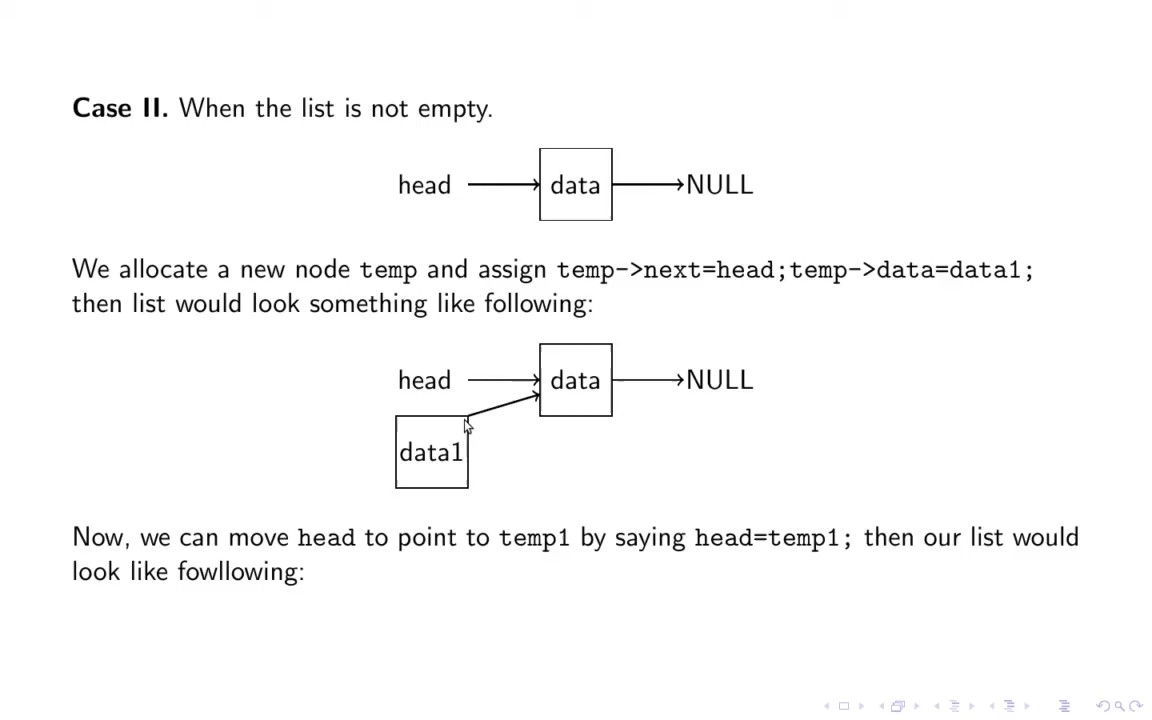 Case II. When the list is not empty.
head data NULL
We allocate a new node temp and assign temp->next=head;temp->data=data1;
then list would look something like following:
head data NULL
data1
Now, we can move head to point to temp1 by saying head=temp1; then our list would
look like fowllowing: